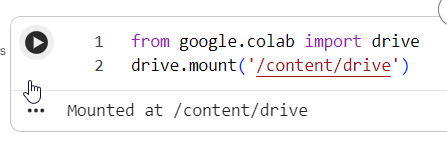 s
1 from google.colab import drive
2 drive.mount('/content/drive')
Mounted at /content/drive